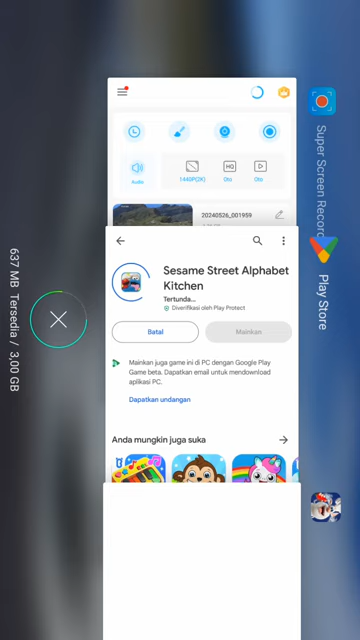 Super Screen Record
Audio
1440P(2K)
HQ
Oto
Oto
20240526_001959
Play Store
Sesame Street Alphabet
Kitchen
Tertunda...
Diverifikasi oleh Play Protect
Batal
Mainkan
Mainkan juga game ini di PC dengan Google Play
Game beta. Dapatkan email untuk mendownload
aplikasi PC.
Dapatkan undangan
Anda mungkin juga suka
637 MB Tersedia / 3,00 GB